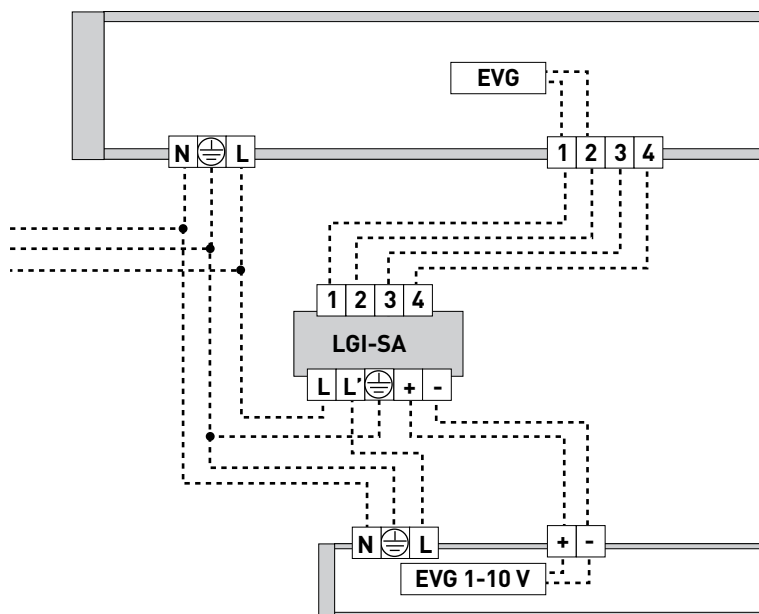 EVG
N L
1 2 3 4
1 2 3 4
LGI-SA
L L' + -
N L
+ -
EVG 1-10 V